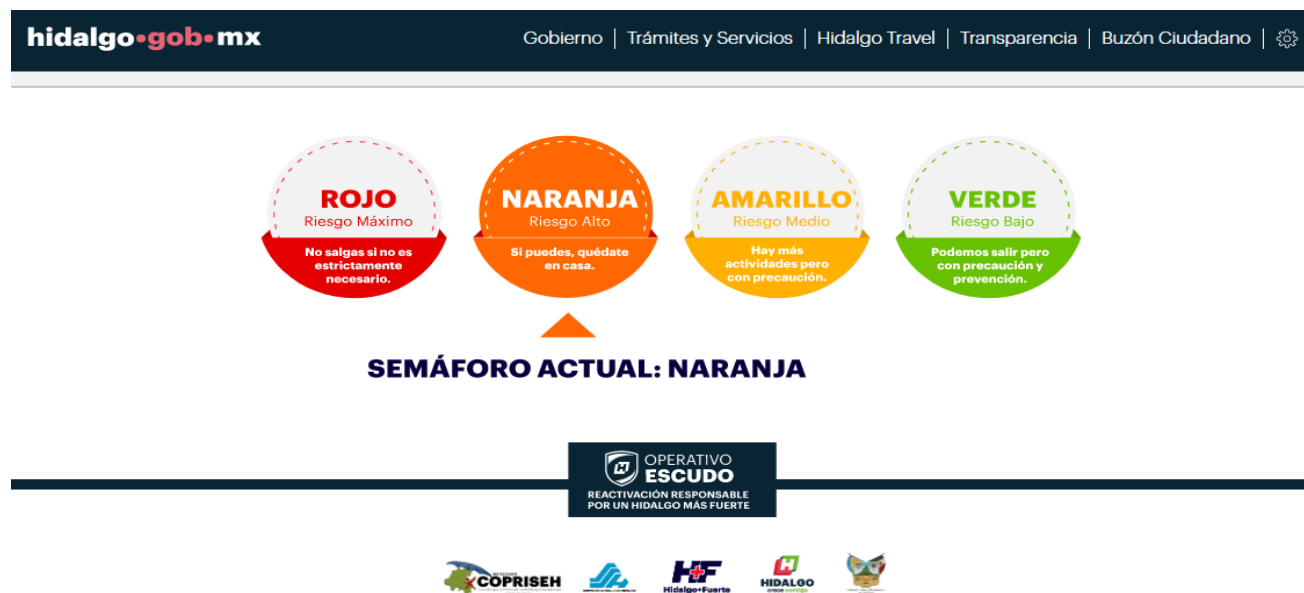 hidalgo•gob•mx
Gobierno | Trámites y Servicios | Hidalgo Travel | Transparencia | Buzón Ciudadano |
ROJO
Riesgo Máximo
No salgas si no es
estrictamente
necesario.
NARANJA
Riesgo Alto
Si puedes, quédate
en casa.
AMARILLO
Riesgo Medio
Hay más
actividades pero
con precaución.
VERDE
Riesgo Bajo
Podemos salir pero
con precaución y
prevención.
SEMÁFORO ACTUAL: NARANJA
OPERATIVO
ESCUDO
REACTIVACIÓN RESPONSABLE
POR UN HIDALGO MÁS FUERTE
COPRISEH
HF
Hidalgo+Fuerte
HIDALGO
crece contigo